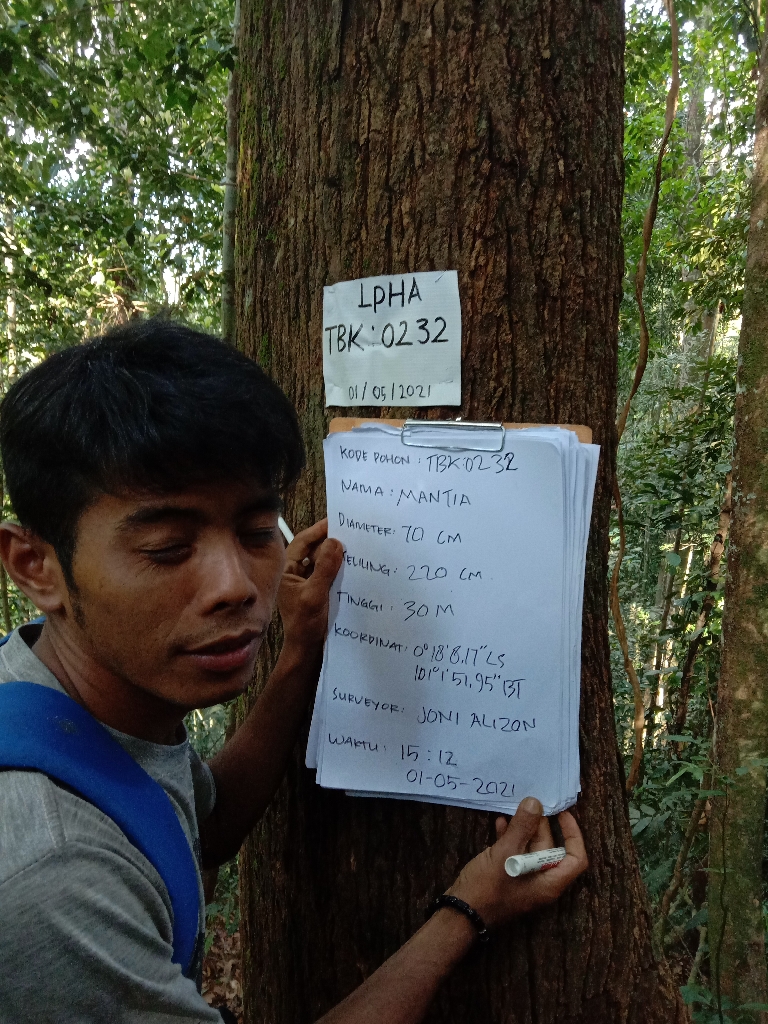 LPHA
TBK : 0232
01/05/2021
KODE POHON : TBK:0232
NAMA : MANTIA
DIAMETER: 70 CM
KELILING: 220 CM
TINGGI : 30 M
KOORDINAT: 0°18'8,17" LS
101°1'51,95" BT
SURVEYOR: JONI ALIZON
WAKTU: 15 : 12
01-05-2021